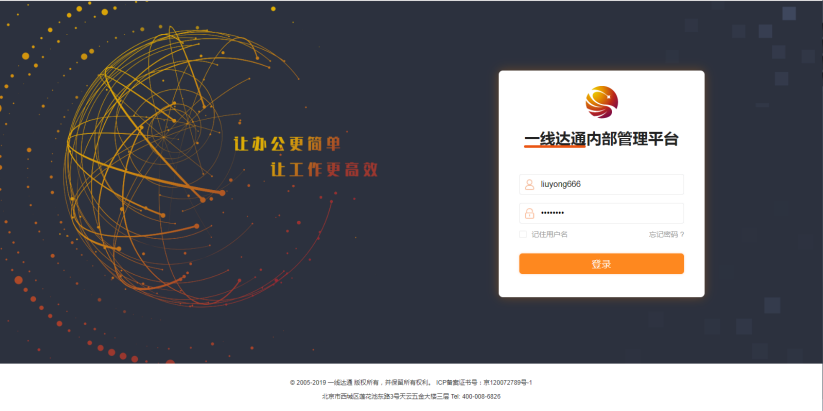 让办公更简单
让工作更高效
一线达通内部管理平台
liuyong666
••••••••
记住用户名 忘记密码？
登录
© 2005-2019 一线达通 版权所有，并保留所有权利。 ICP备案证书号：京120072789号-1
北京市西城区莲花池东路3号天云五金大楼三层 Tel: 400-008-6826